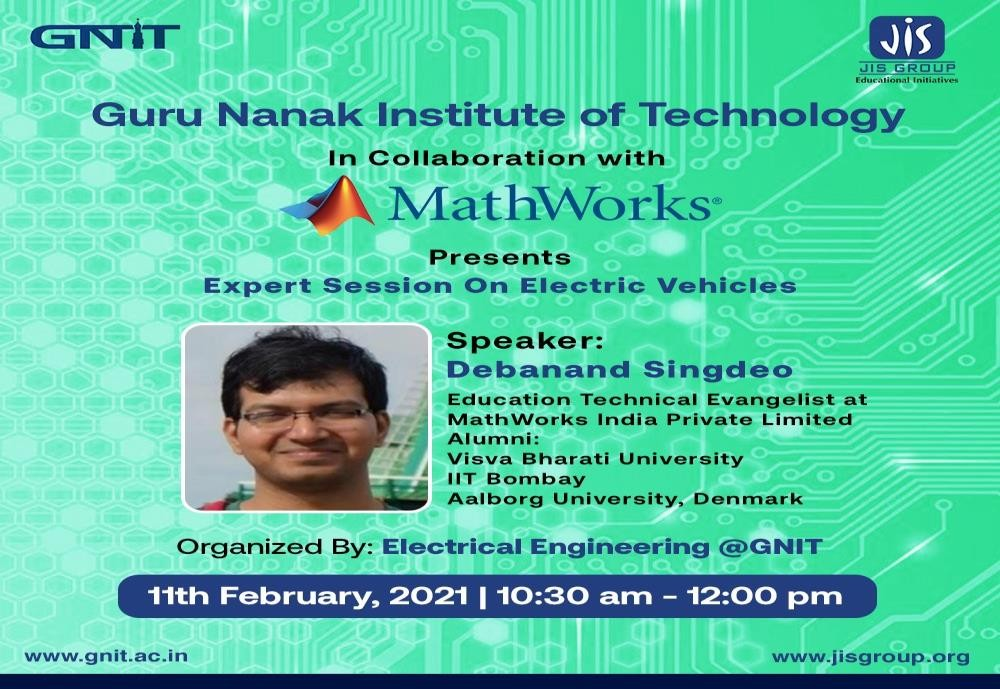 GNIT
JIS
JIS GROUP
Educational Initiatives
Guru Nanak Institute of Technology
In Collaboration with
MathWorks®
Presents
Expert Session On Electric Vehicles
Speaker:
Debanand Singdeo
Education Technical Evangelist at
MathWorks India Private Limited
Alumni:
Visva Bharati University
IIT Bombay
Aalborg University, Denmark
Organized By: Electrical Engineering @GNIT
11th February, 2021 | 10:30 am - 12:00 pm
www.gnit.ac.in
www.jisgroup.org